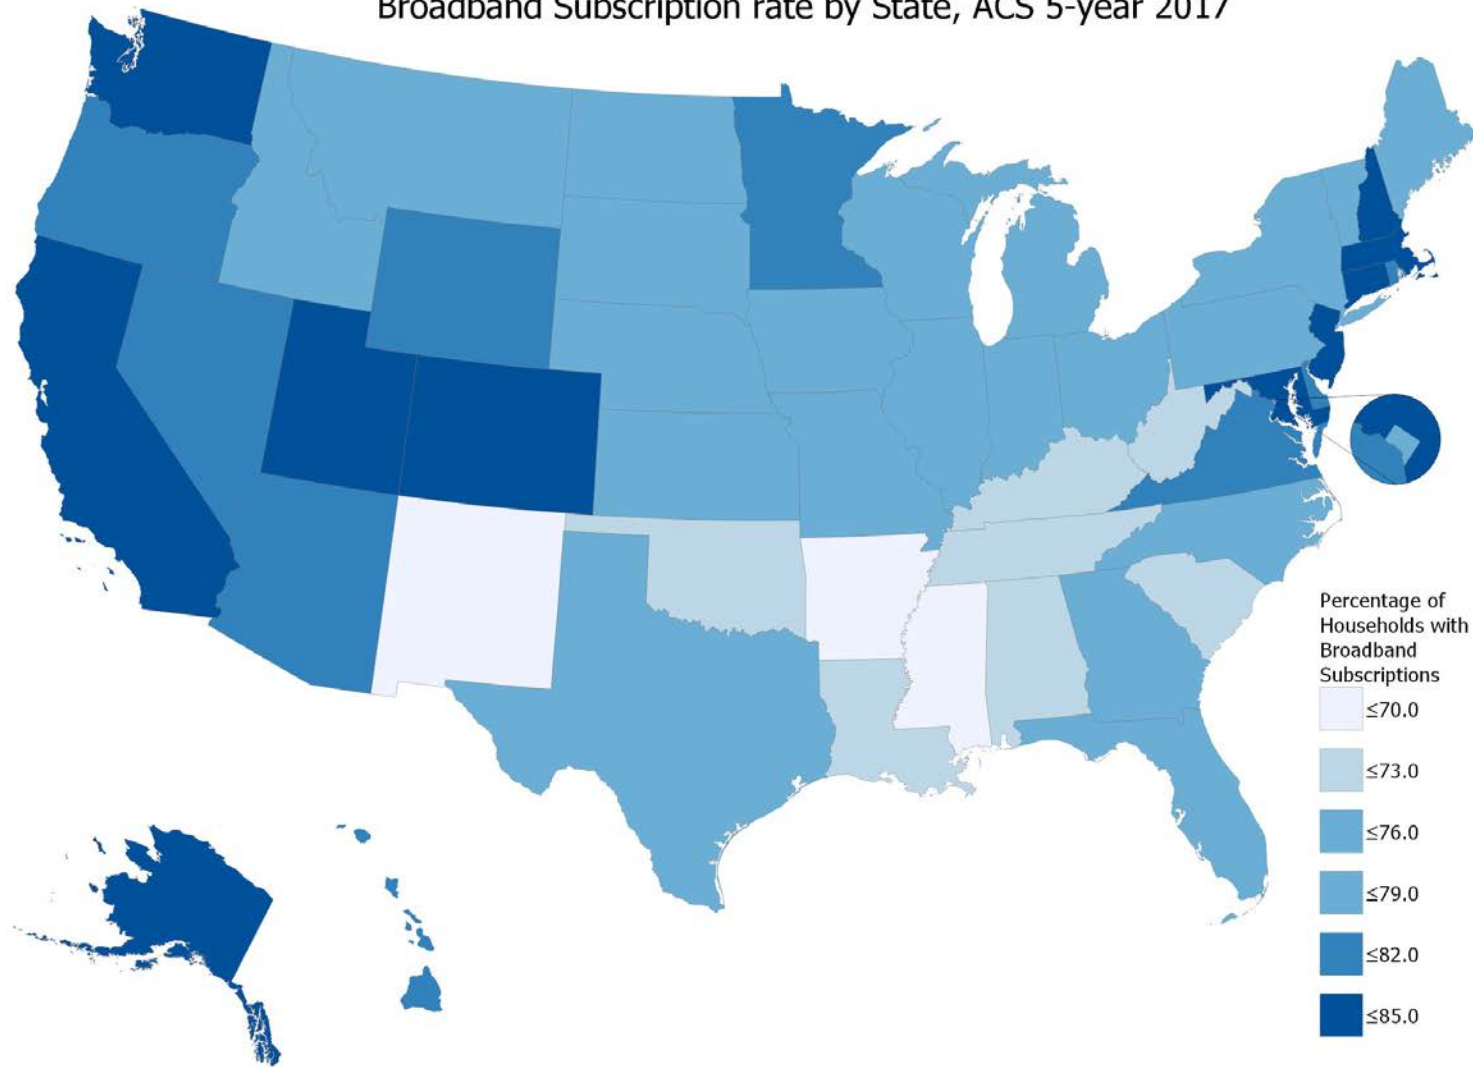 Broadband Subscription rate by State, ACS 5-year 2017
Percentage of
Households with
Broadband
Subscriptions
≤70.0
≤73.0
≤76.0
≤79.0
≤82.0
≤85.0